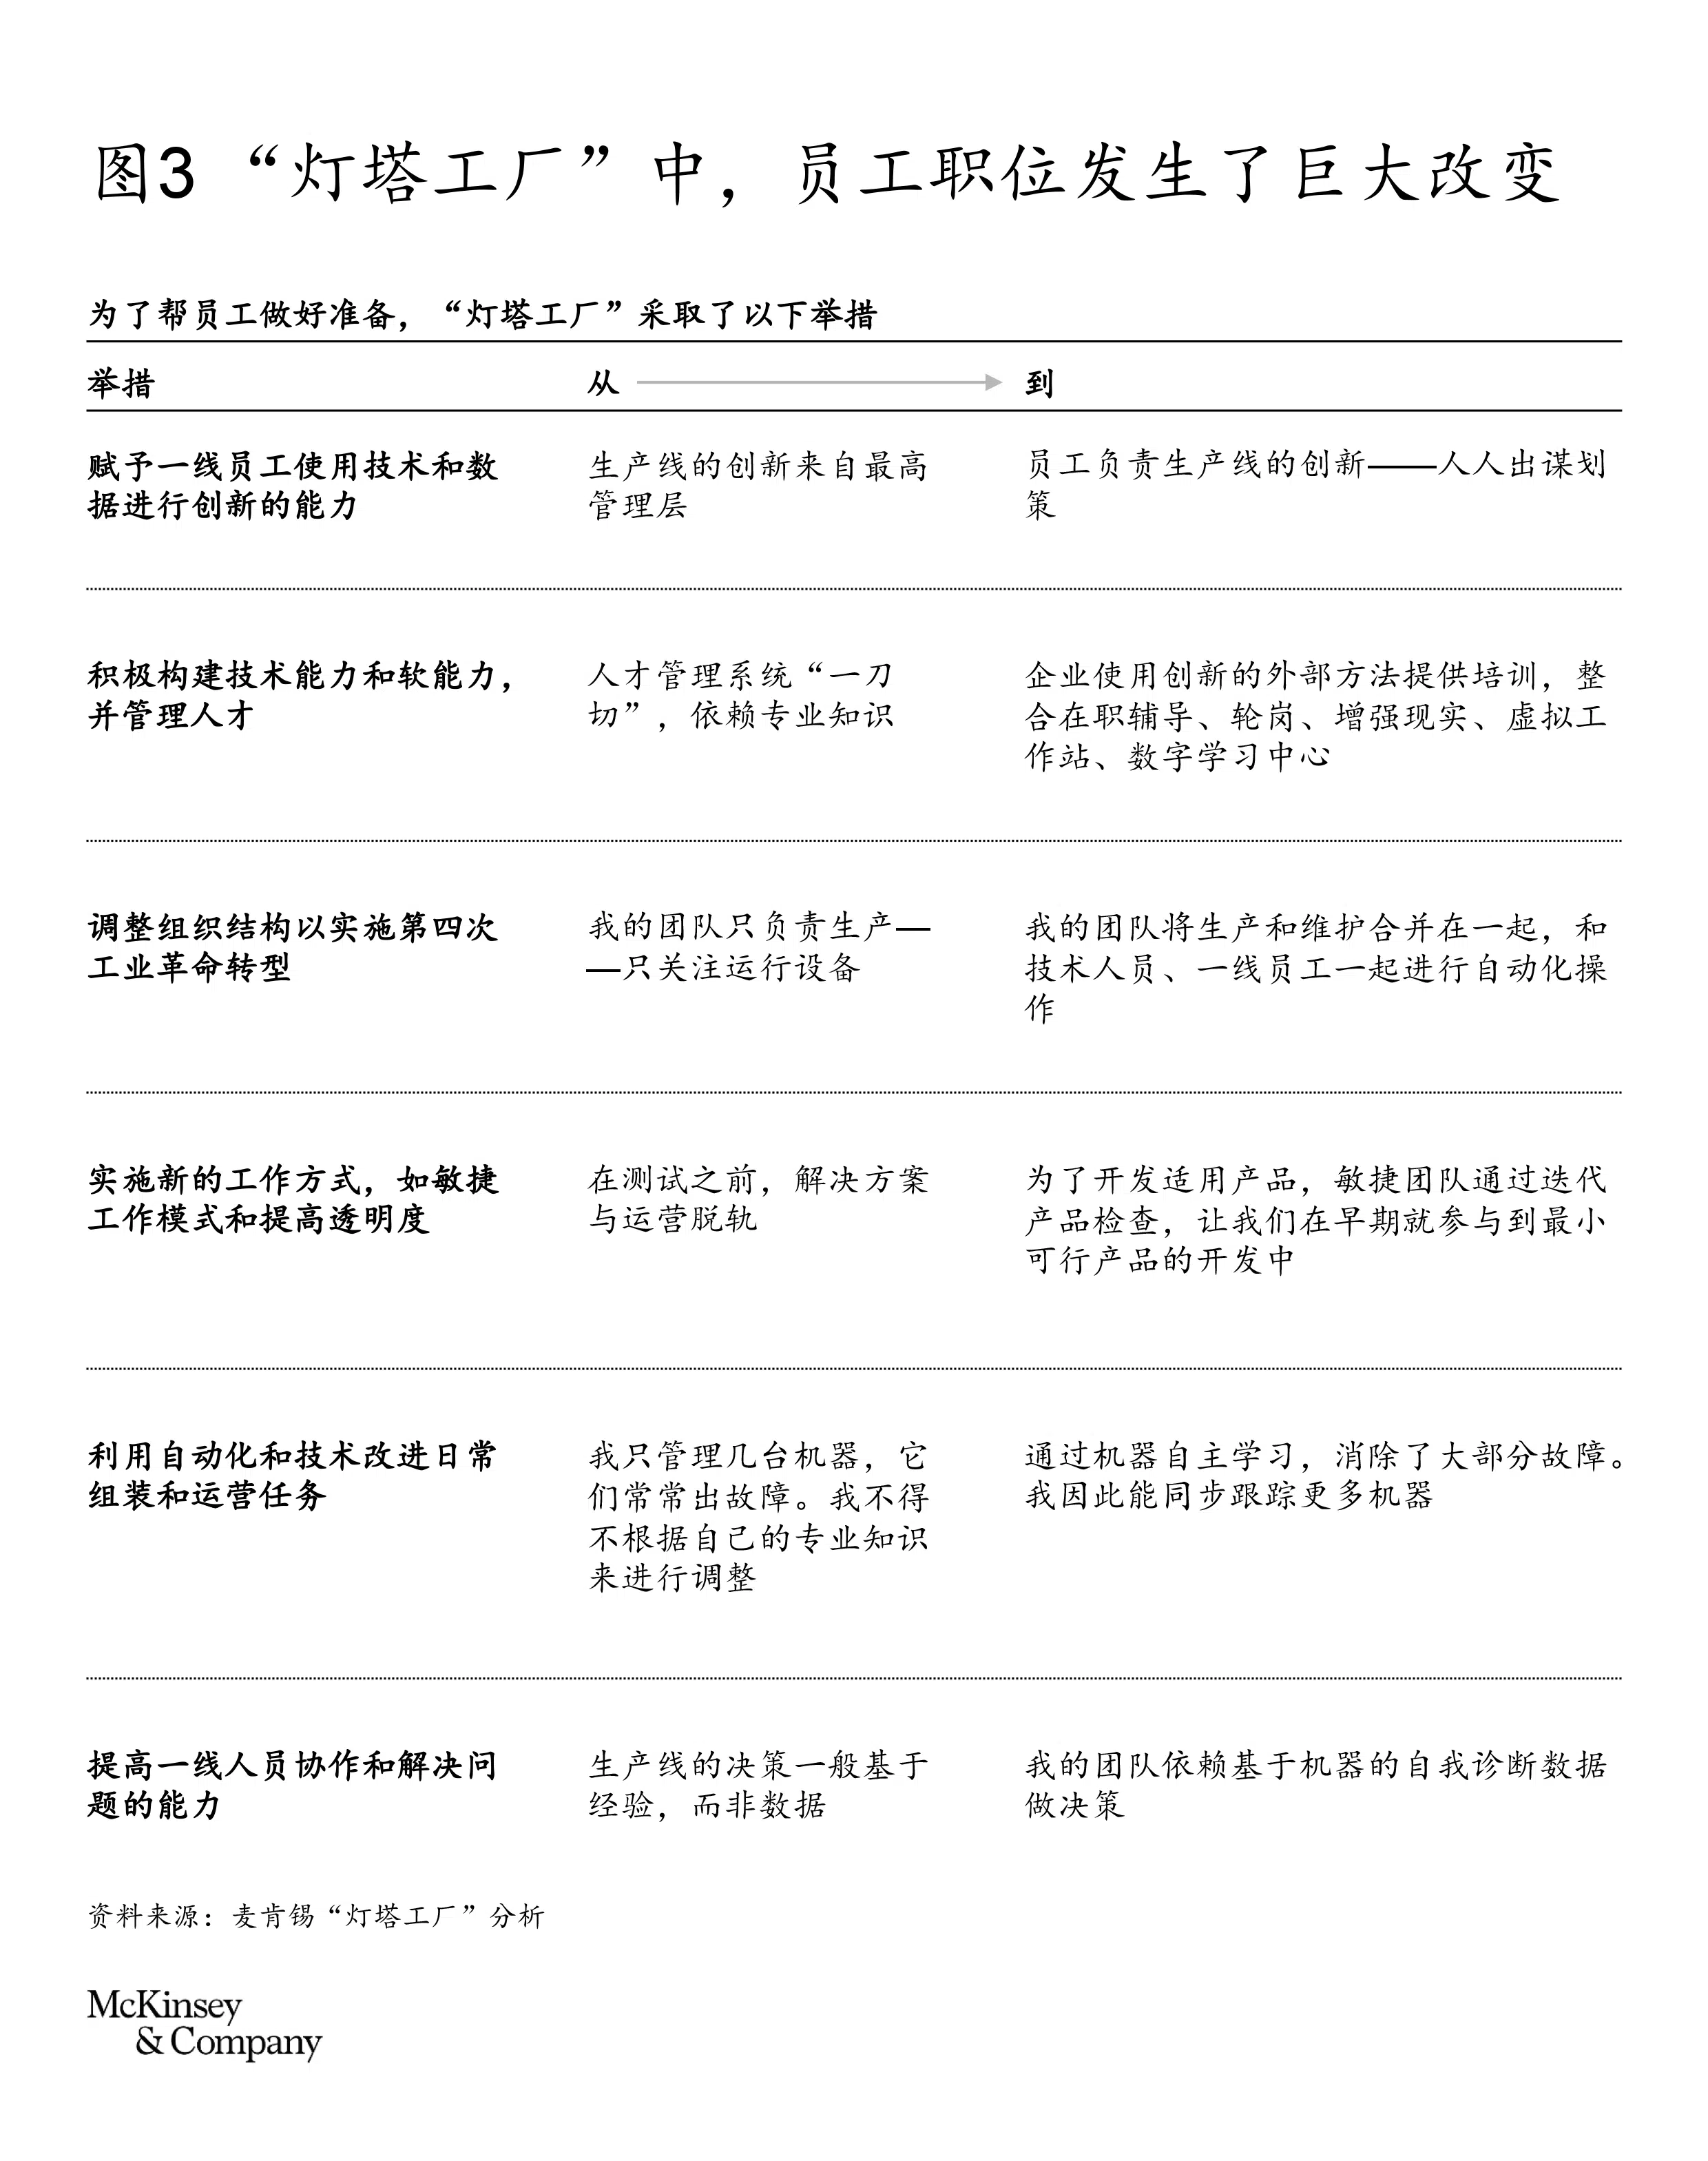 图3 “灯塔工厂”中，员工职位发生了巨大改变
为了帮员工做好准备，“灯塔工厂”采取了以下举措
举措
从
到
赋予一线员工使用技术和数
据进行创新的能力
生产线的创新来自最高
管理层
员工负责生产线的创新——人人出谋划
策
积极构建技术能力和软能力，
并管理人才
人才管理系统“一刀
切”，依赖专业知识
企业使用创新的外部方法提供培训，整
合在职辅导、轮岗、增强现实、虚拟工
作站、数字学习中心
调整组织结构以实施第四次
工业革命转型
我的团队只负责生产—
—只关注运行设备
我的团队将生产和维护合并在一起，和
技术人员、一线员工一起进行自动化操
作
实施新的工作方式，如敏捷
工作模式和提高透明度
在测试之前，解决方案
与运营脱轨
为了开发适用产品，敏捷团队通过迭代
产品检查，让我们在早期就参与到最小
可行产品的开发中
利用自动化和技术改进日常
组装和运营任务
我只管理几台机器，它
们常常出故障。我不得
不根据自己的专业知识
来进行调整
通过机器自主学习，消除了大部分故障。
我因此能同步跟踪更多机器
提高一线人员协作和解决问
题的能力
生产线的决策一般基于
经验，而非数据
我的团队依赖基于机器的自我诊断数据
做决策
资料来源：麦肯锡“灯塔工厂”分析
McKinsey
& Company